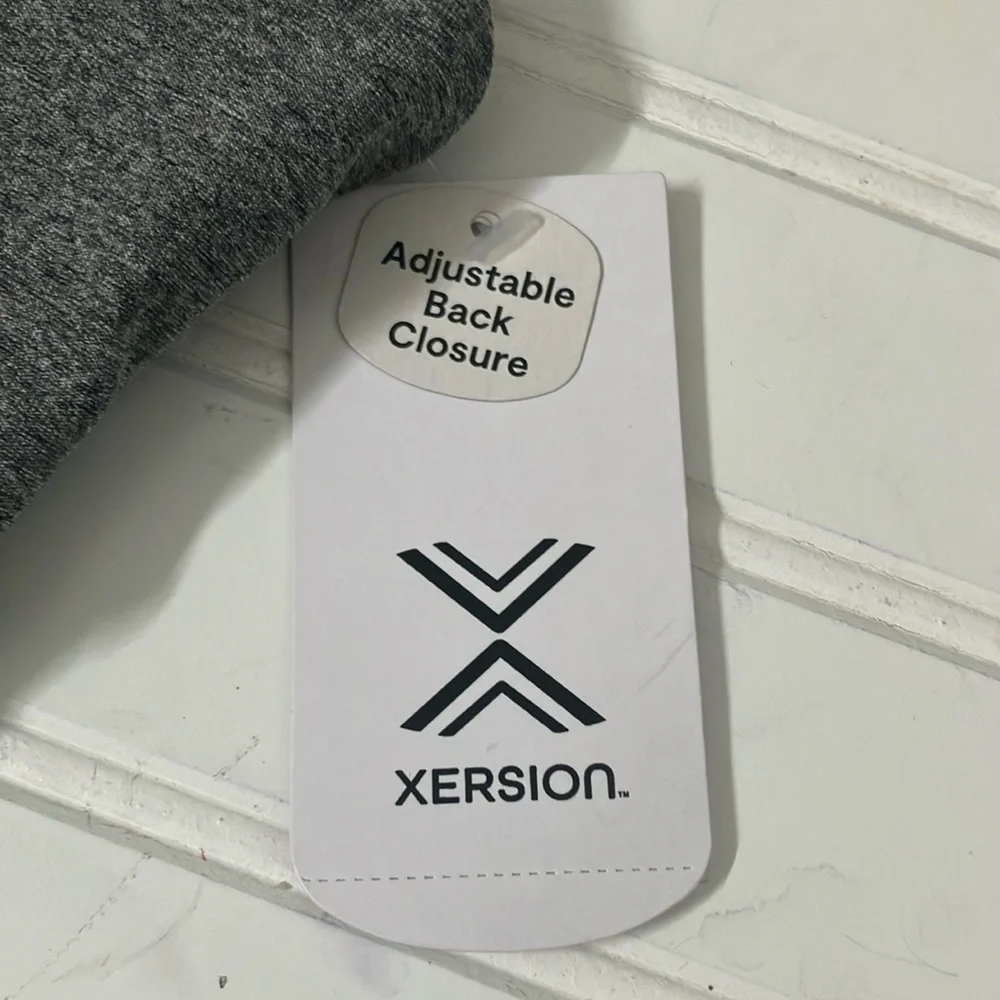 Adjustable
Back
Closure
XERSION™